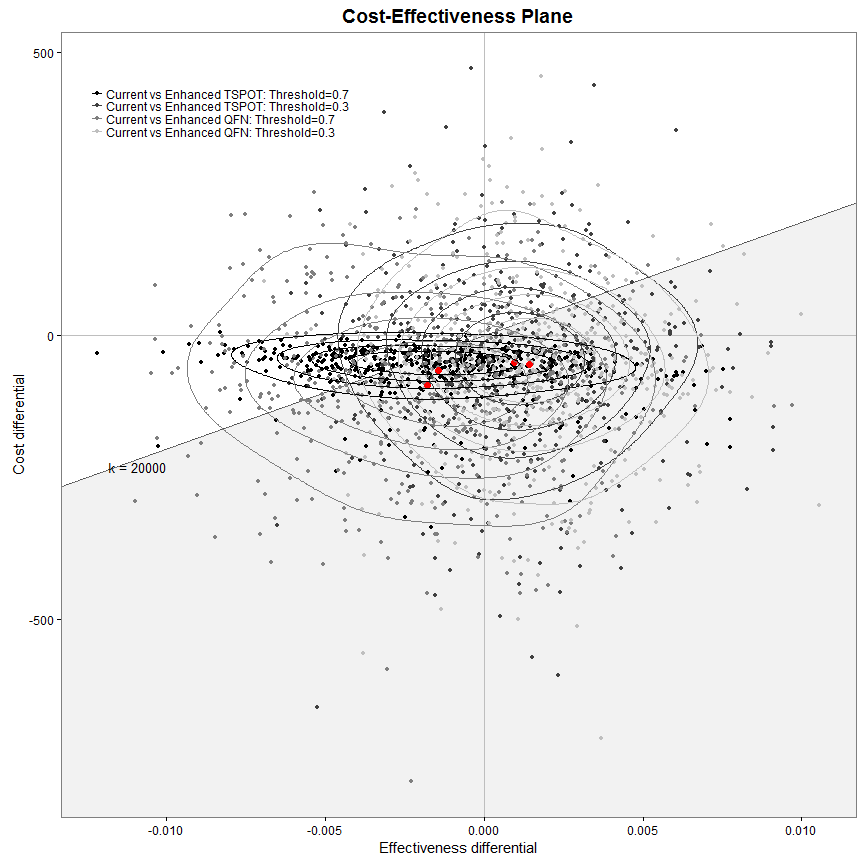 Cost-Effectiveness Plane
500
Current vs Enhanced TSPOT: Threshold=0.7
Current vs Enhanced TSPOT: Threshold=0.3
Current vs Enhanced QFN: Threshold=0.7
Current vs Enhanced QFN: Threshold=0.3
0
Cost differential
k = 20000
-500
-0.010 -0.005 0.000 0.005 0.010
Effectiveness differential